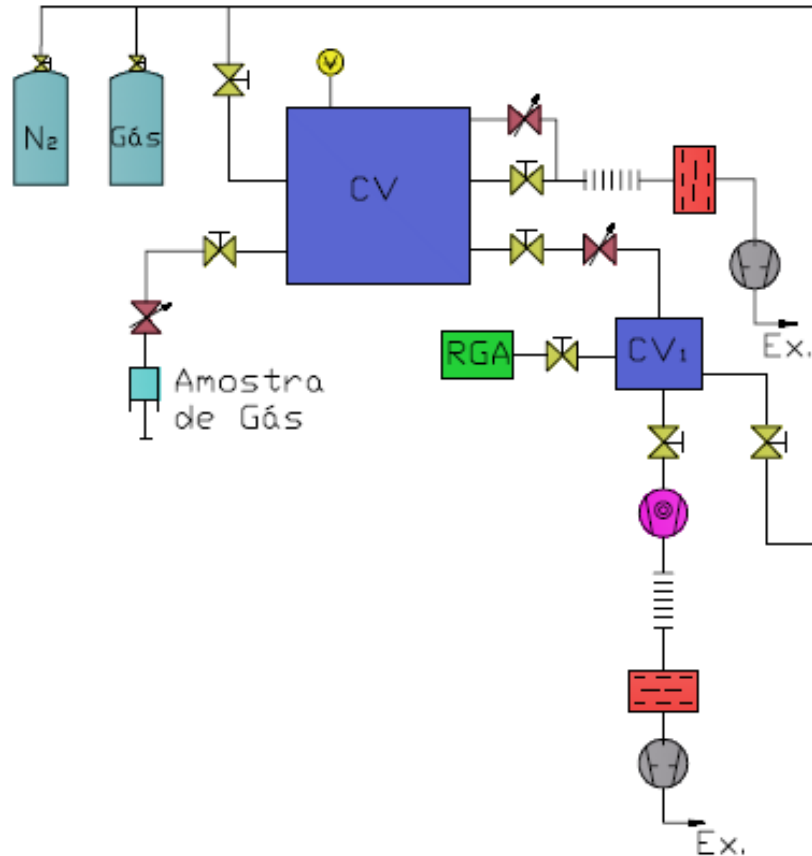 N₂
Gás
V
CV
Ex.
RGA
CV₁
Amostra
de Gás
Ex.